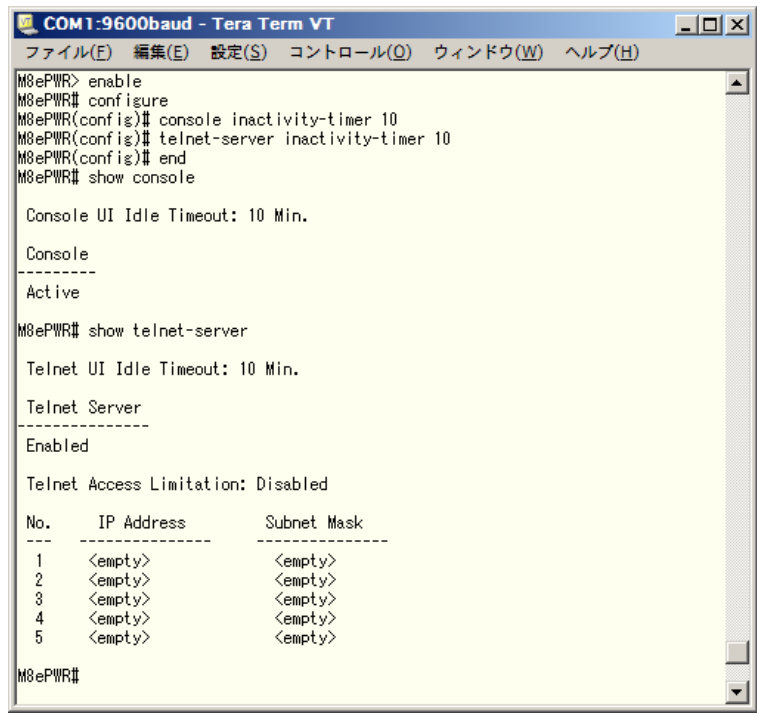 COM1:9600baud - Tera Term VT
ファイル(F) 編集(E) 設定(S) コントロール(O) ウィンドウ(W) ヘルプ(H)
M8ePWR> enable
M8ePWR# configure
M8ePWR(config)# console inactivity-timer 10
M8ePWR(config)# telnet-server inactivity-timer 10
M8ePWR(config)# end
M8ePWR# show console
Console UI Idle Timeout: 10 Min.
Console
---------
Active
M8ePWR# show telnet-server
Telnet UI Idle Timeout: 10 Min.
Telnet Server
---------------
Enabled
Telnet Access Limitation: Disabled
No. IP Address Subnet Mask
--- --------------- ---------------
1 <empty> <empty>
2 <empty> <empty>
3 <empty> <empty>
4 <empty> <empty>
5 <empty> <empty>
M8ePWR#